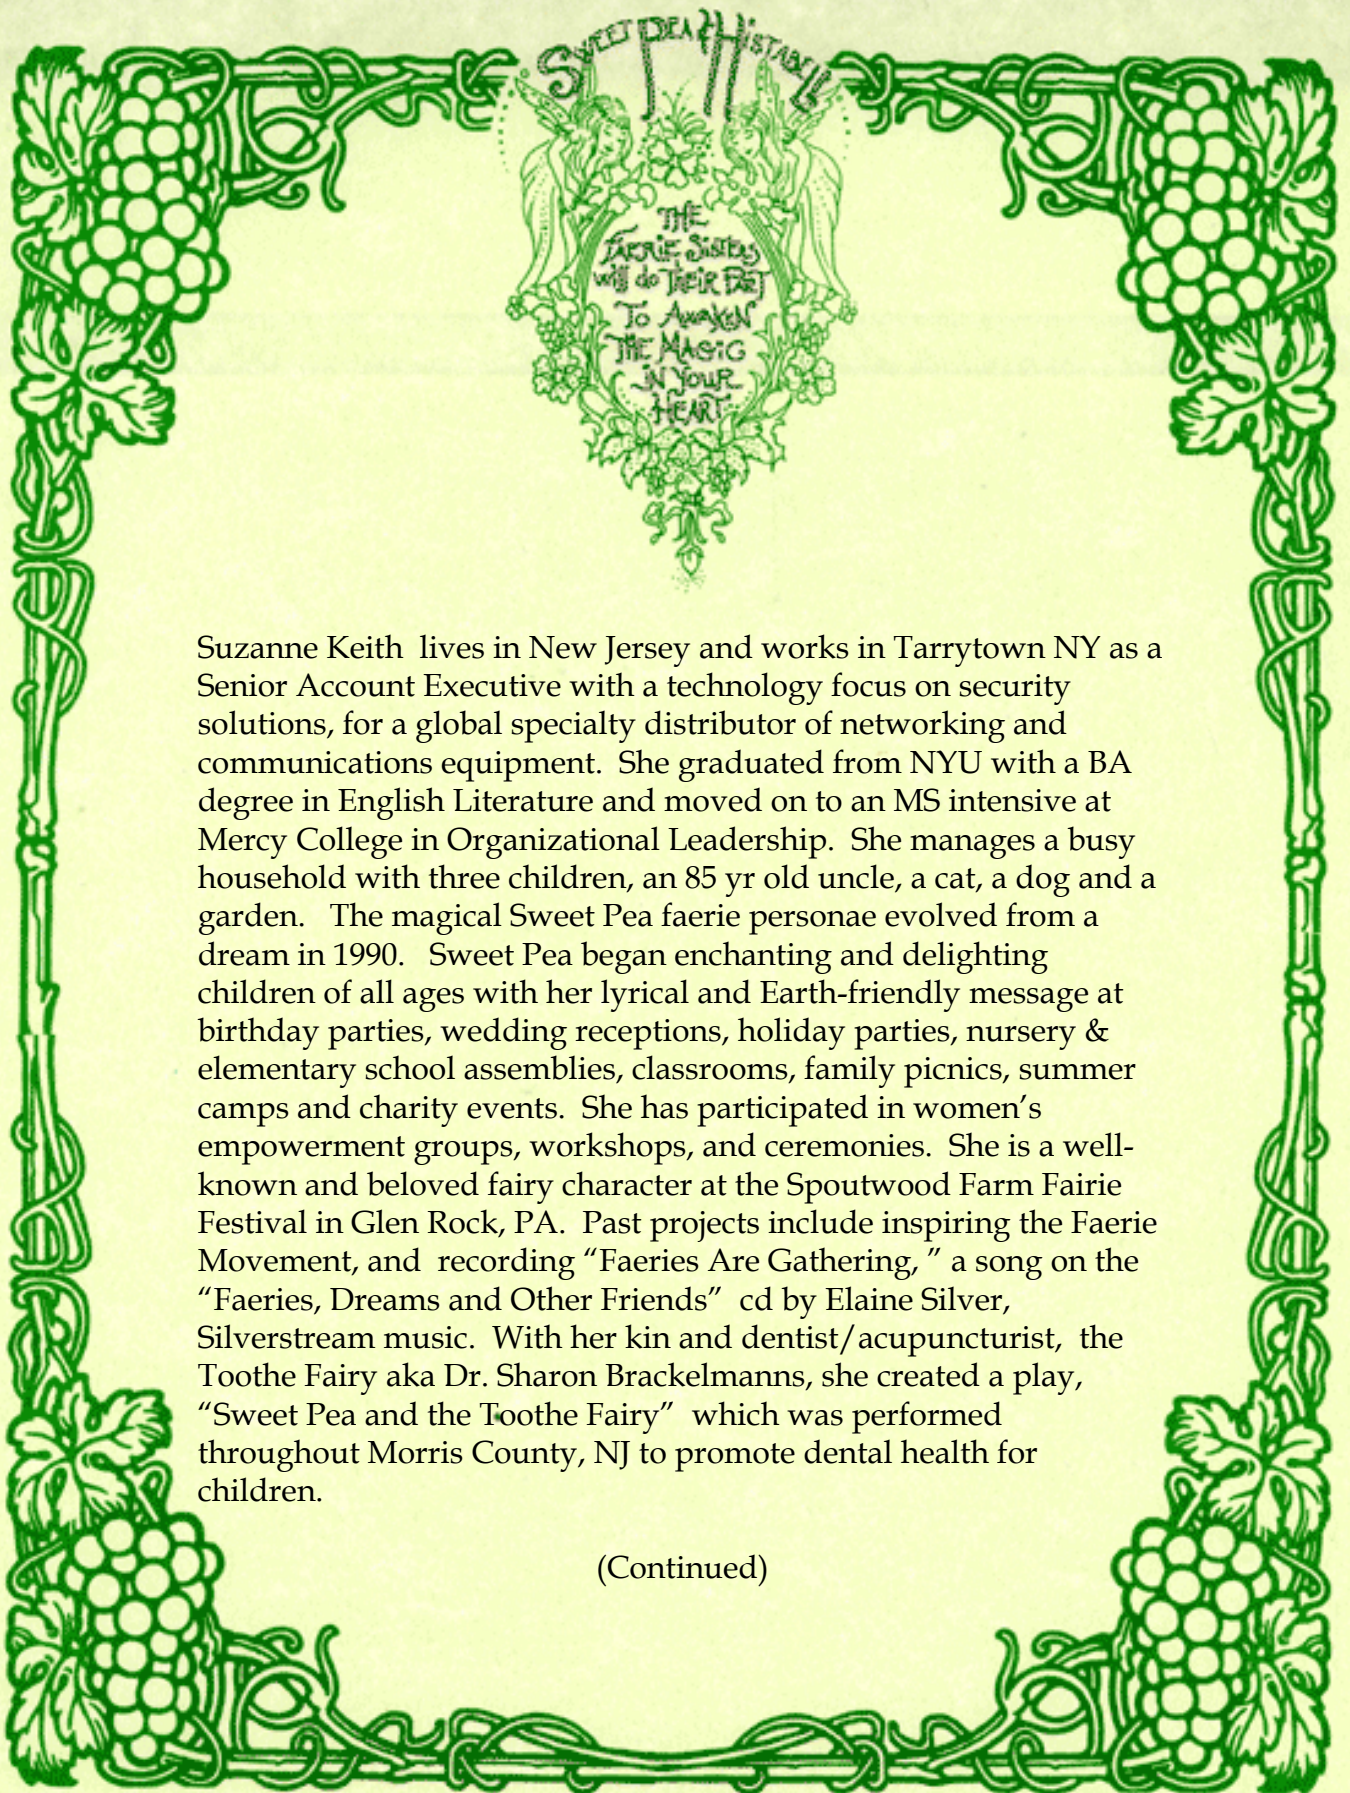 SWEET PEA & HISTABELL
THE
FAERIE SISTERS
will do THEIR PART
To AWAKEN
THE MAGIC
iN YOUR
HEART
Suzanne Keith  lives in New Jersey and works in Tarrytown NY as a
Senior Account Executive with a technology focus on security
solutions, for a global specialty distributor of networking and
communications equipment.  She graduated from NYU with a BA
degree in English Literature and moved on to an MS intensive at
Mercy College in Organizational Leadership.  She manages a busy
household with three children, an 85 yr old uncle, a cat, a dog and a
garden.   The magical Sweet Pea faerie personae evolved from a
dream in 1990.   Sweet Pea began enchanting and delighting
children of all ages with her lyrical and Earth-friendly message at
birthday parties, wedding receptions, holiday parties, nursery &
elementary school assemblies, classrooms, family picnics, summer
camps and charity events.  She has participated in women’s
empowerment groups, workshops, and ceremonies.  She is a well-
known and beloved fairy character at the Spoutwood Farm Fairie
Festival in Glen Rock, PA.  Past projects include inspiring the Faerie
Movement, and  recording “Faeries Are Gathering, ” a song on the
“Faeries, Dreams and Other Friends”  cd by Elaine Silver,
Silverstream music.  With her kin and dentist/acupuncturist,  the
Toothe Fairy aka Dr. Sharon Brackelmanns, she created a play,
“Sweet Pea and the Toothe Fairy”  which was performed
throughout Morris County, NJ to promote dental health for
children.
(Continued)